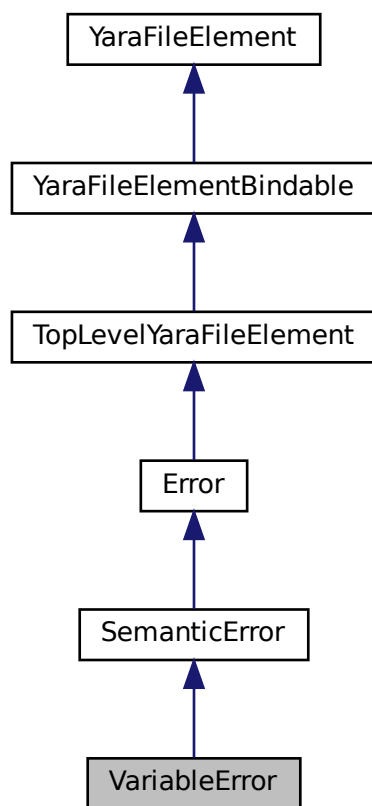 YaraFileElement
YaraFileElementBindable
TopLevelYaraFileElement
Error
SemanticError
VariableError